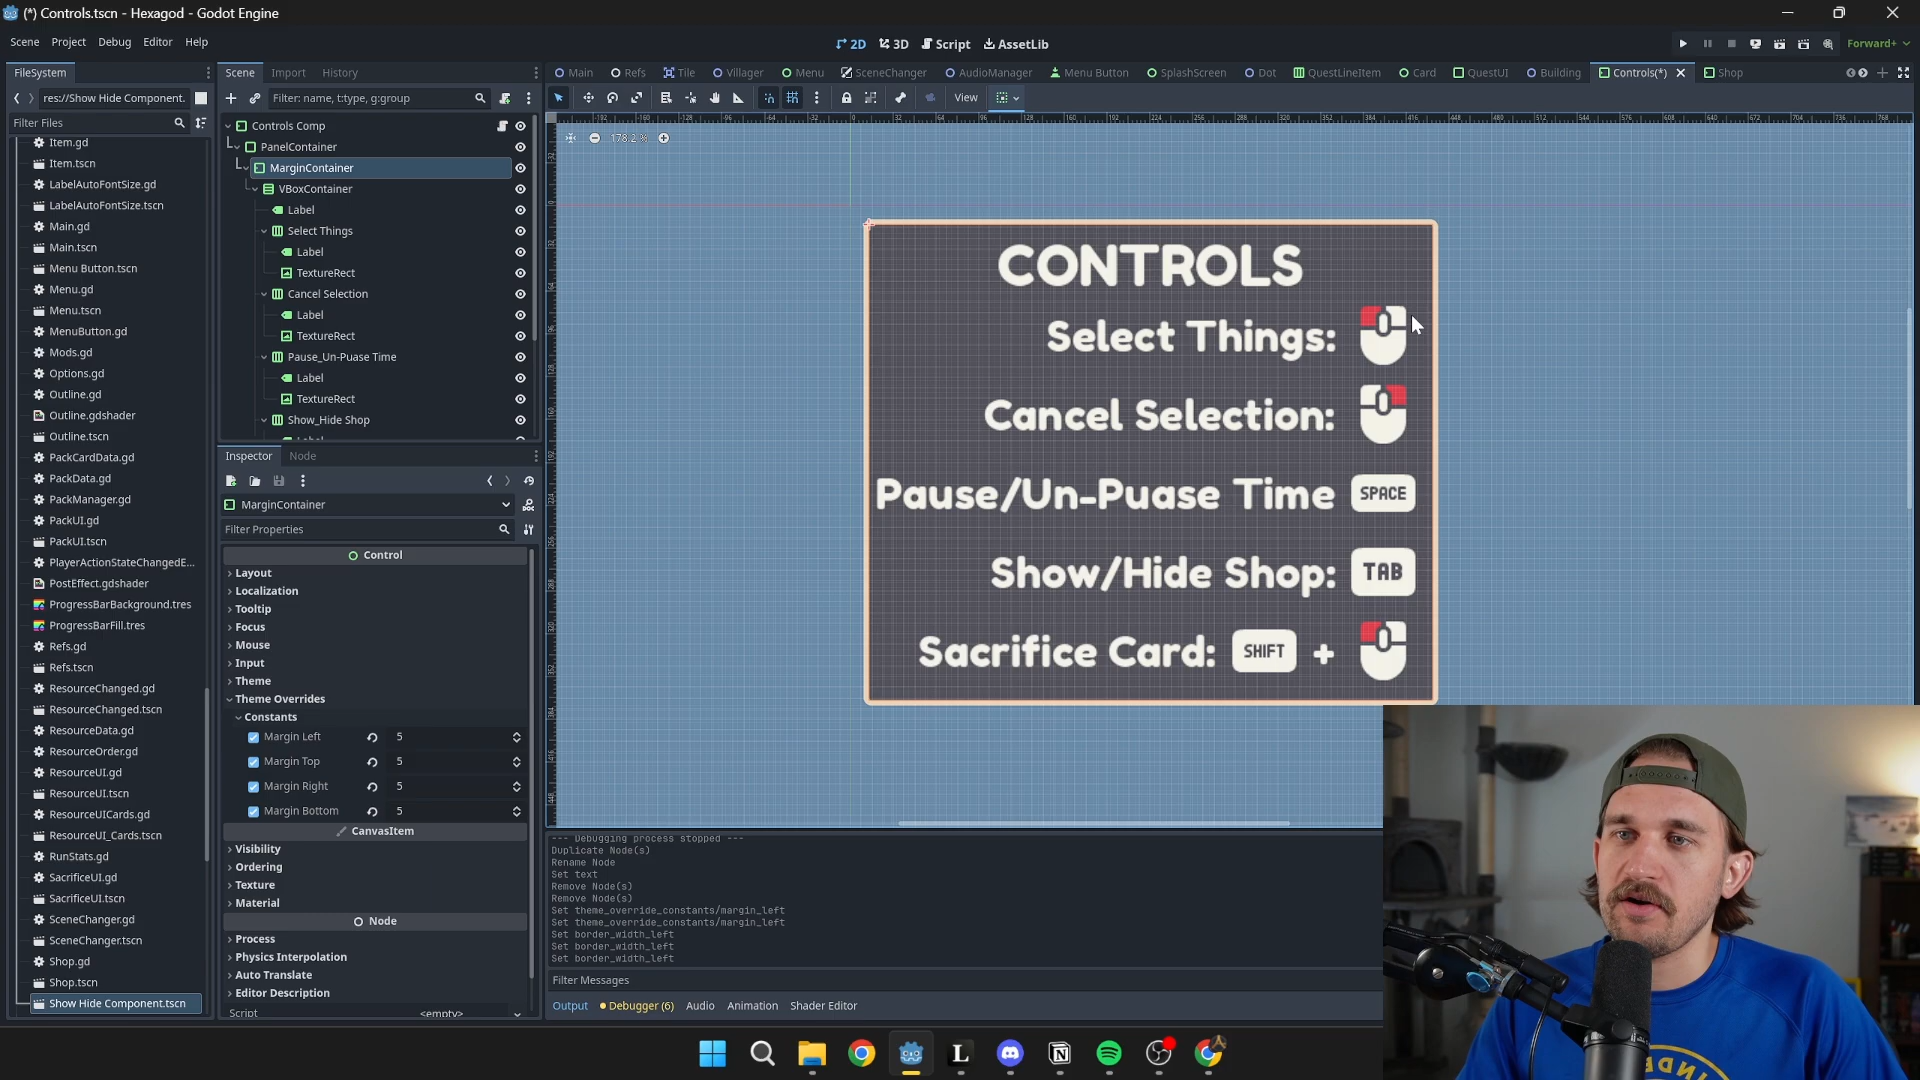 (*) Controls.tscn - Hexagod - Godot Engine
Scene Project Debug Editor Help
2D 3D Script AssetLib
Forward+
FileSystem
res://Show Hide Component.
Filter Files
Item.gd
Item.tscn
LabelAutoFontSize.gd
LabelAutoFontSize.tscn
Main.gd
Main.tscn
Menu Button.tscn
Menu.gd
Menu.tscn
MenuButton.gd
Mods.gd
Options.gd
Outline.gd
Outline.gdshader
Outline.tscn
PackCardData.gd
PackData.gd
PackManager.gd
PackUI.gd
PackUI.tscn
PlayerActionStateChangedE...
PostEffect.gdshader
ProgressBarBackground.tres
ProgressBarFill.tres
Refs.gd
Refs.tscn
ResourceChanged.gd
ResourceChanged.tscn
ResourceData.gd
ResourceOrder.gd
ResourceUI.gd
ResourceUI.tscn
ResourceUICards.gd
ResourceUI_Cards.tscn
RunStats.gd
SacrificeUI.gd
SacrificeUI.tscn
SceneChanger.gd
SceneChanger.tscn
Shop.gd
Shop.tscn
Show Hide Component.tscn
Scene Import History
Filter: name, t:type, g:group
Controls Comp
PanelContainer
MarginContainer
VBoxContainer
Label
Select Things
Label
TextureRect
Cancel Selection
Label
TextureRect
Pause_Un-Puase Time
Label
TextureRect
Show_Hide Shop
Inspector Node
MarginContainer
Filter Properties
Control
Layout
Localization
Tooltip
Focus
Mouse
Input
Theme
Theme Overrides
Constants
Margin Left 5
Margin Top 5
Margin Right 5
Margin Bottom 5
CanvasItem
Visibility
Ordering
Texture
Material
Node
Process
Physics Interpolation
Auto Translate
Editor Description
Script <empty>
Main Refs Tile Villager Menu SceneChanger AudioManager Menu Button SplashScreen Dot QuestLineItem Card QuestUI Building Controls(*) Shop
View
178.2 %
CONTROLS
Select Things:
Cancel Selection:
Pause/Un-Puase Time SPACE
Show/Hide Shop: TAB
Sacrifice Card: SHIFT +
--- Debugging process stopped ---
Duplicate Node(s)
Rename Node
Set text
Remove Node(s)
Remove Node(s)
Set theme_override_constants/margin_left
Set theme_override_constants/margin_left
Set border_width_left
Set border_width_left
Set border_width_left
Filter Messages
Output Debugger (6) Audio Animation Shader Editor